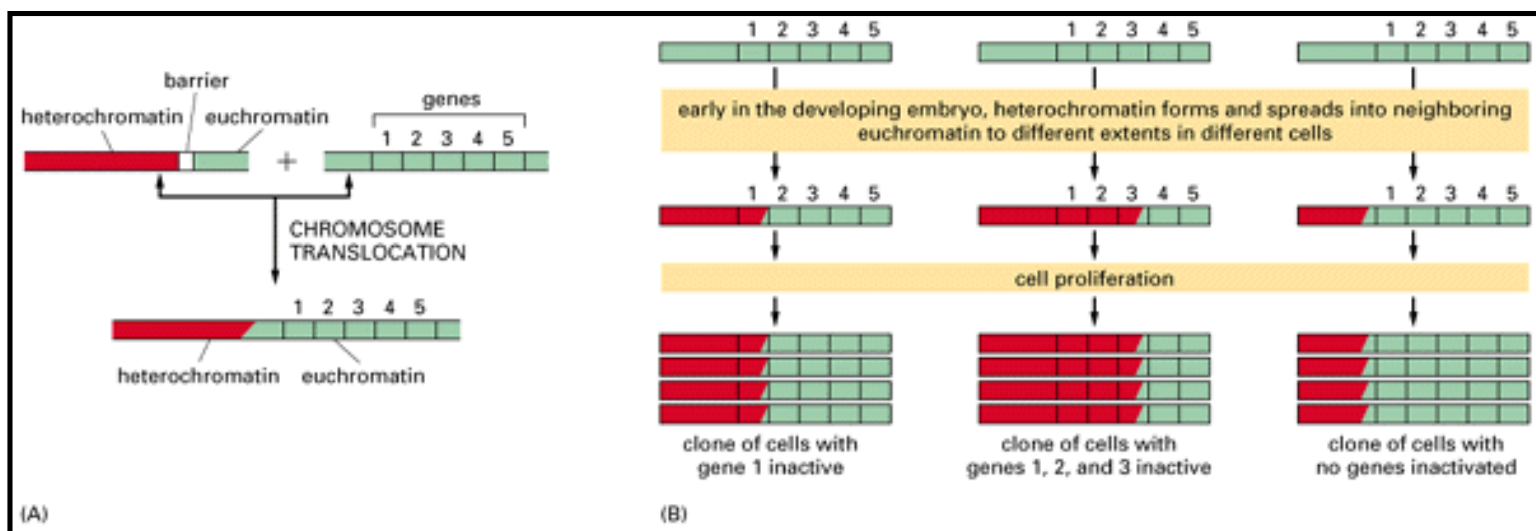 barrier
heterochromatin euchromatin
genes
1 2 3 4 5
+
CHROMOSOME
TRANSLOCATION
1 2 3 4 5
heterochromatin euchromatin
(A)
1 2 3 4 5 1 2 3 4 5 1 2 3 4 5
early in the developing embryo, heterochromatin forms and spreads into neighboring
euchromatin to different extents in different cells
1 2 3 4 5 1 2 3 4 5 1 2 3 4 5
cell proliferation
clone of cells with
gene 1 inactive
clone of cells with
genes 1, 2, and 3 inactive
clone of cells with
no genes inactivated
(B)